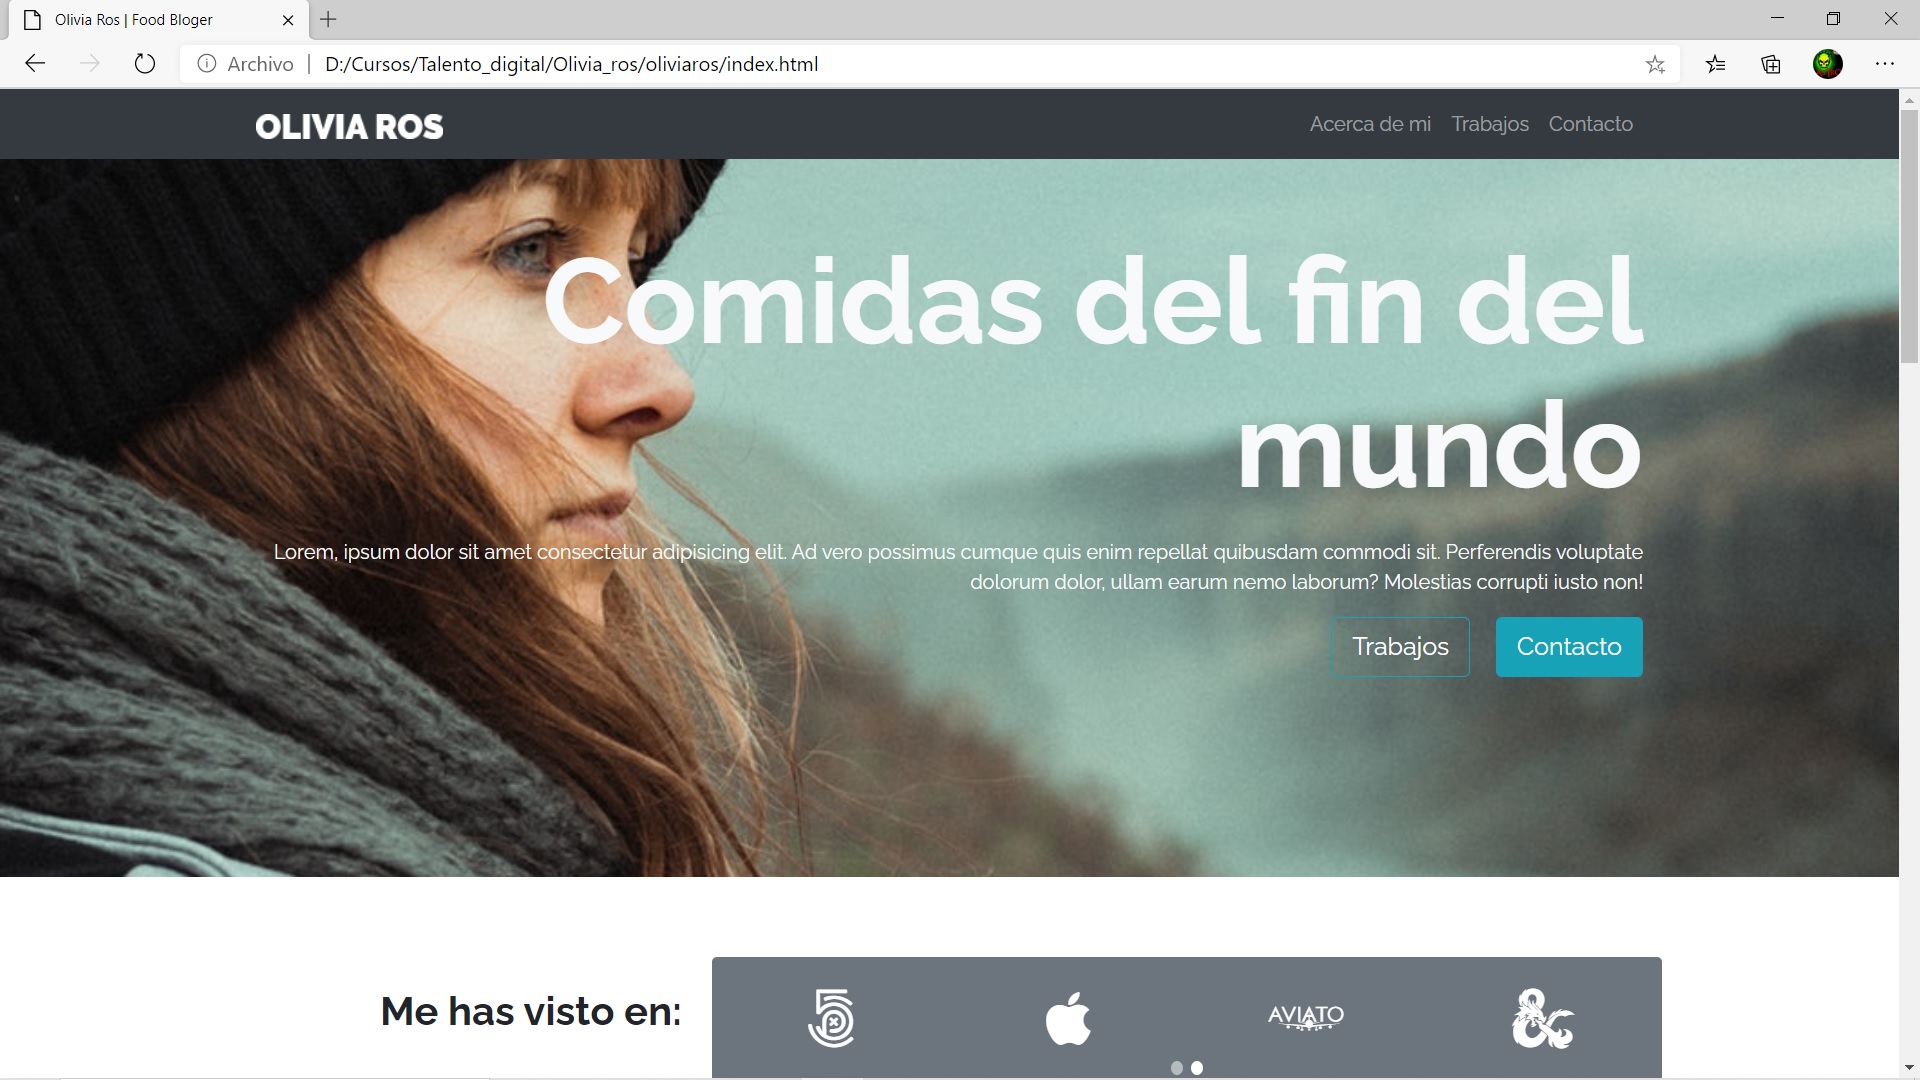 Olivia Ros | Food Bloger
Archivo | D:/Cursos/Talento_digital/Olivia_ros/oliviaros/index.html
OLIVIA ROS
Acerca de mi Trabajos Contacto
Comidas del fin del
mundo
Lorem, ipsum dolor sit amet consectetur adipisicing elit. Ad vero possimus cumque quis enim repellat quibusdam commodi sit. Perferendis voluptate
dolorum dolor, ullam earum nemo laborum? Molestias corrupti iusto non!
Trabajos Contacto
Me has visto en:
5 AVIATO &